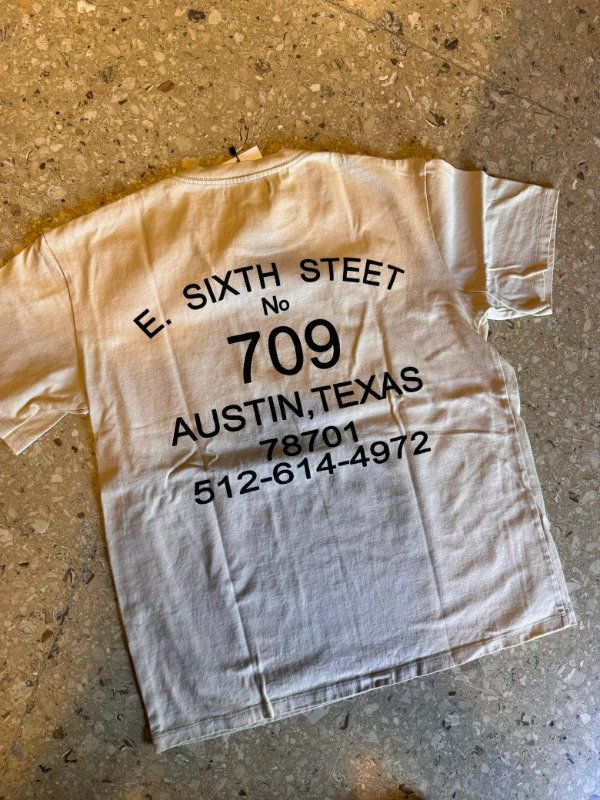 E. SIXTH STEET
No
709
AUSTIN, TEXAS
78701
512-614-4972